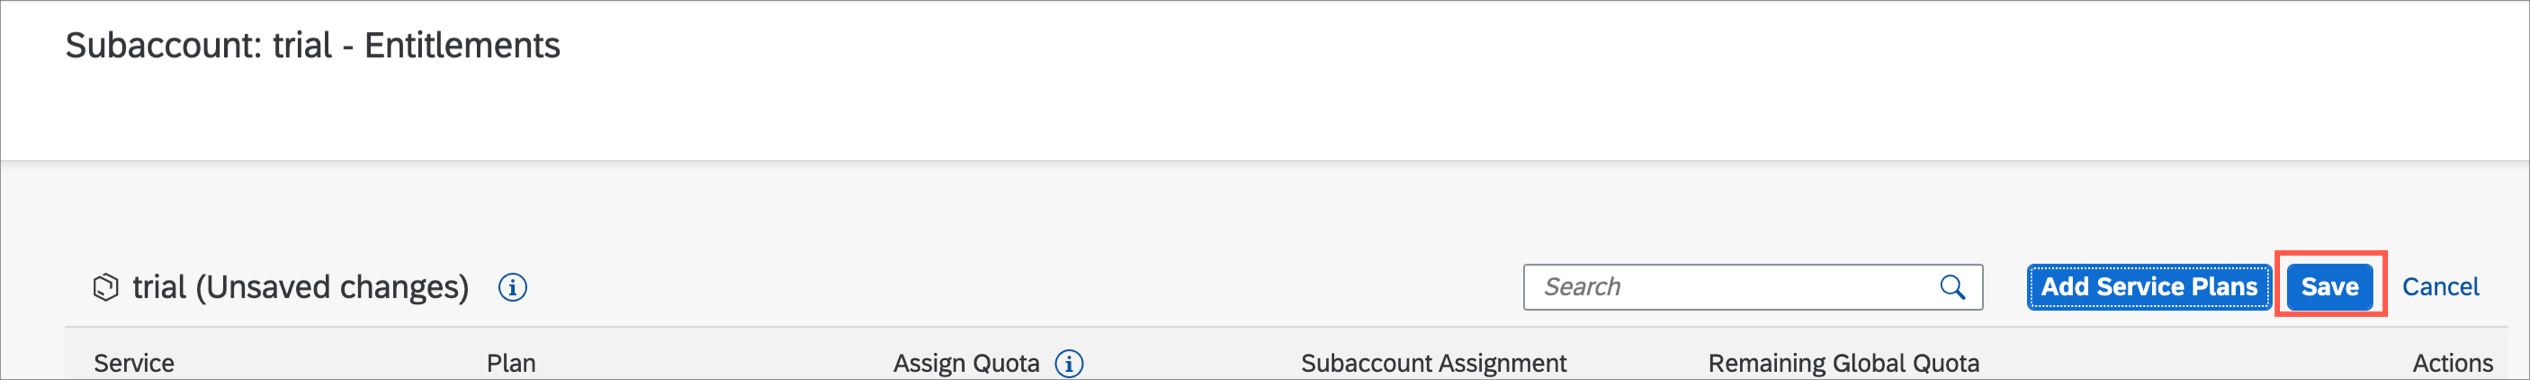 Subaccount: trial - Entitlements
trial (Unsaved changes) Search Add Service Plans Save Cancel
Service Plan Assign Quota Subaccount Assignment Remaining Global Quota Actions